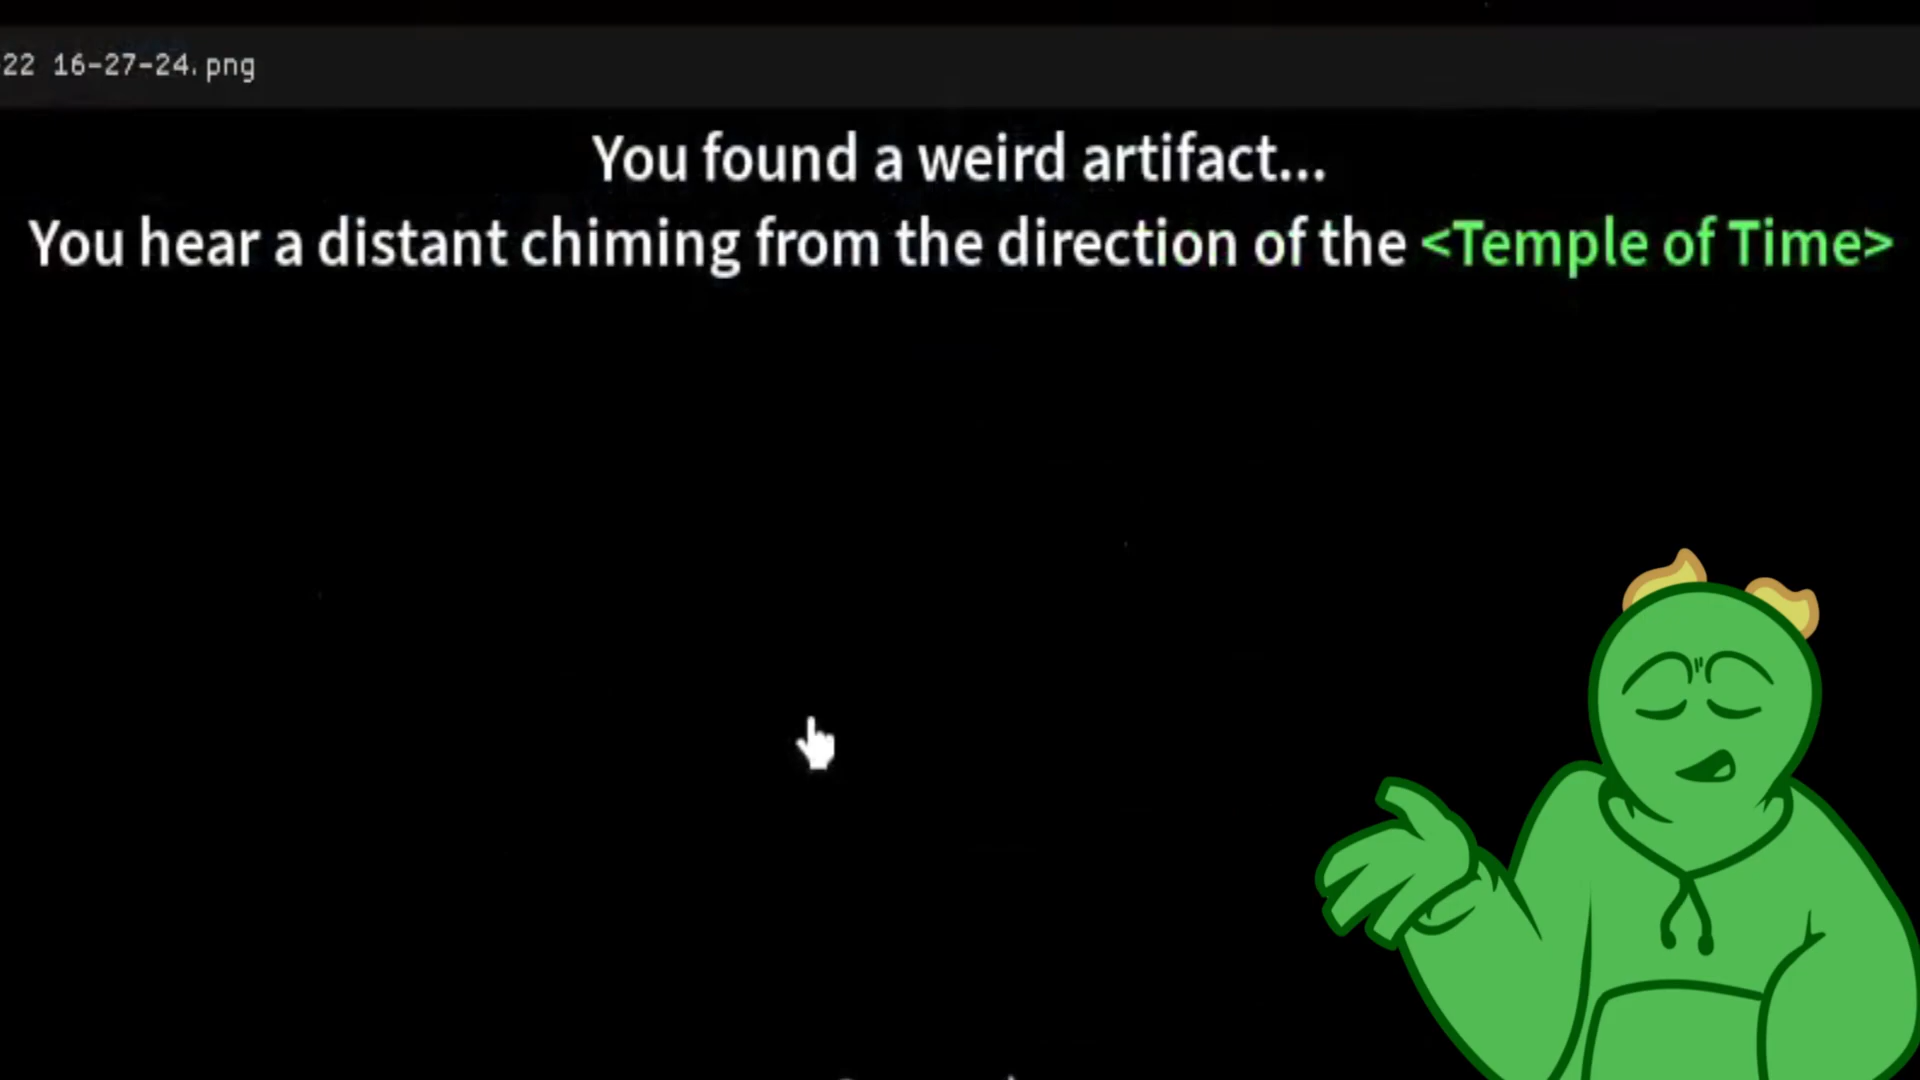 22 16-27-24.png
You found a weird artifact...
You hear a distant chiming from the direction of the <Temple of Time>